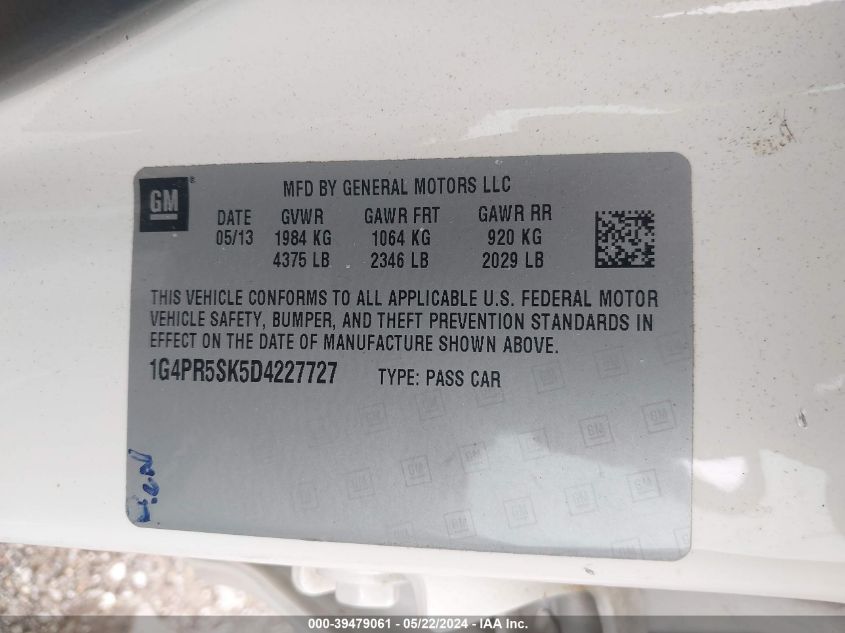 GM
®
MFD BY GENERAL MOTORS LLC
DATE GVWR GAWR FRT GAWR RR
05/13 1984 KG 1064 KG 920 KG
4375 LB 2346 LB 2029 LB
THIS VEHICLE CONFORMS TO ALL APPLICABLE U.S. FEDERAL MOTOR
VEHICLE SAFETY, BUMPER, AND THEFT PREVENTION STANDARDS IN
EFFECT ON THE DATE OF MANUFACTURE SHOWN ABOVE.
1G4PR5SK5D4227727 TYPE: PASS CAR
000-39479061 - 05/22/2024 - IAA Inc.